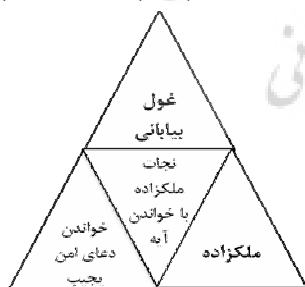 غول
بیابانی
نجات
ملکزاده
با خواندن
آیه
خواندن
دعای امن
یجیب
ملکزاده